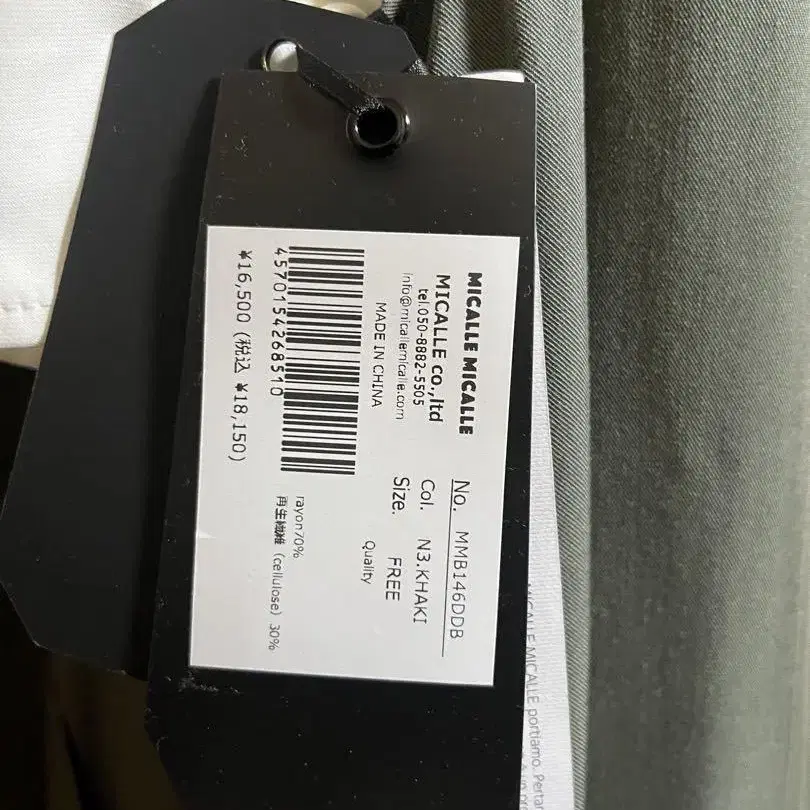 MICALLE MICALLE
MICALLE co.,ltd
tel.050-8882-5505
info@micallemicalle.com
MADE IN CHINA
4570154268510
¥16,500 (税込 ¥18,150)
No. MMB146DDB
Col. N3.KHAKI
Size. FREE
Quality
rayon70%
再生繊維 (cellulose) 30%
MICALLE MICALLE portiamo.